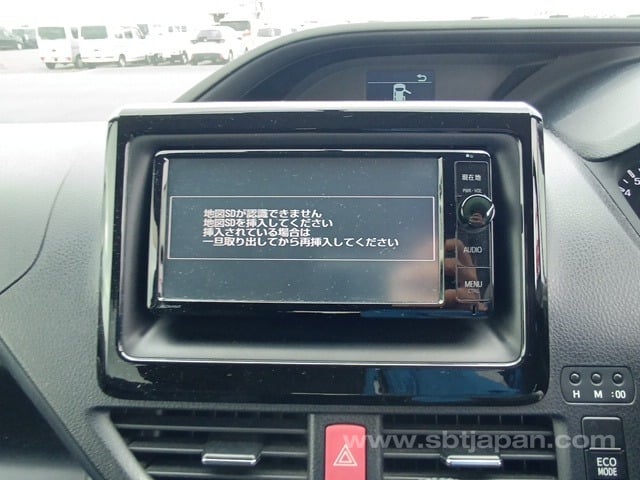 地図SDが認識できません
地図SDを挿入してください
挿入されている場合は
一旦取り出してから再挿入してください
現在地
PWR・VOL
AUDIO
MENU
H M :00
ECO
MODE
4 5
www.sbtjapan.com